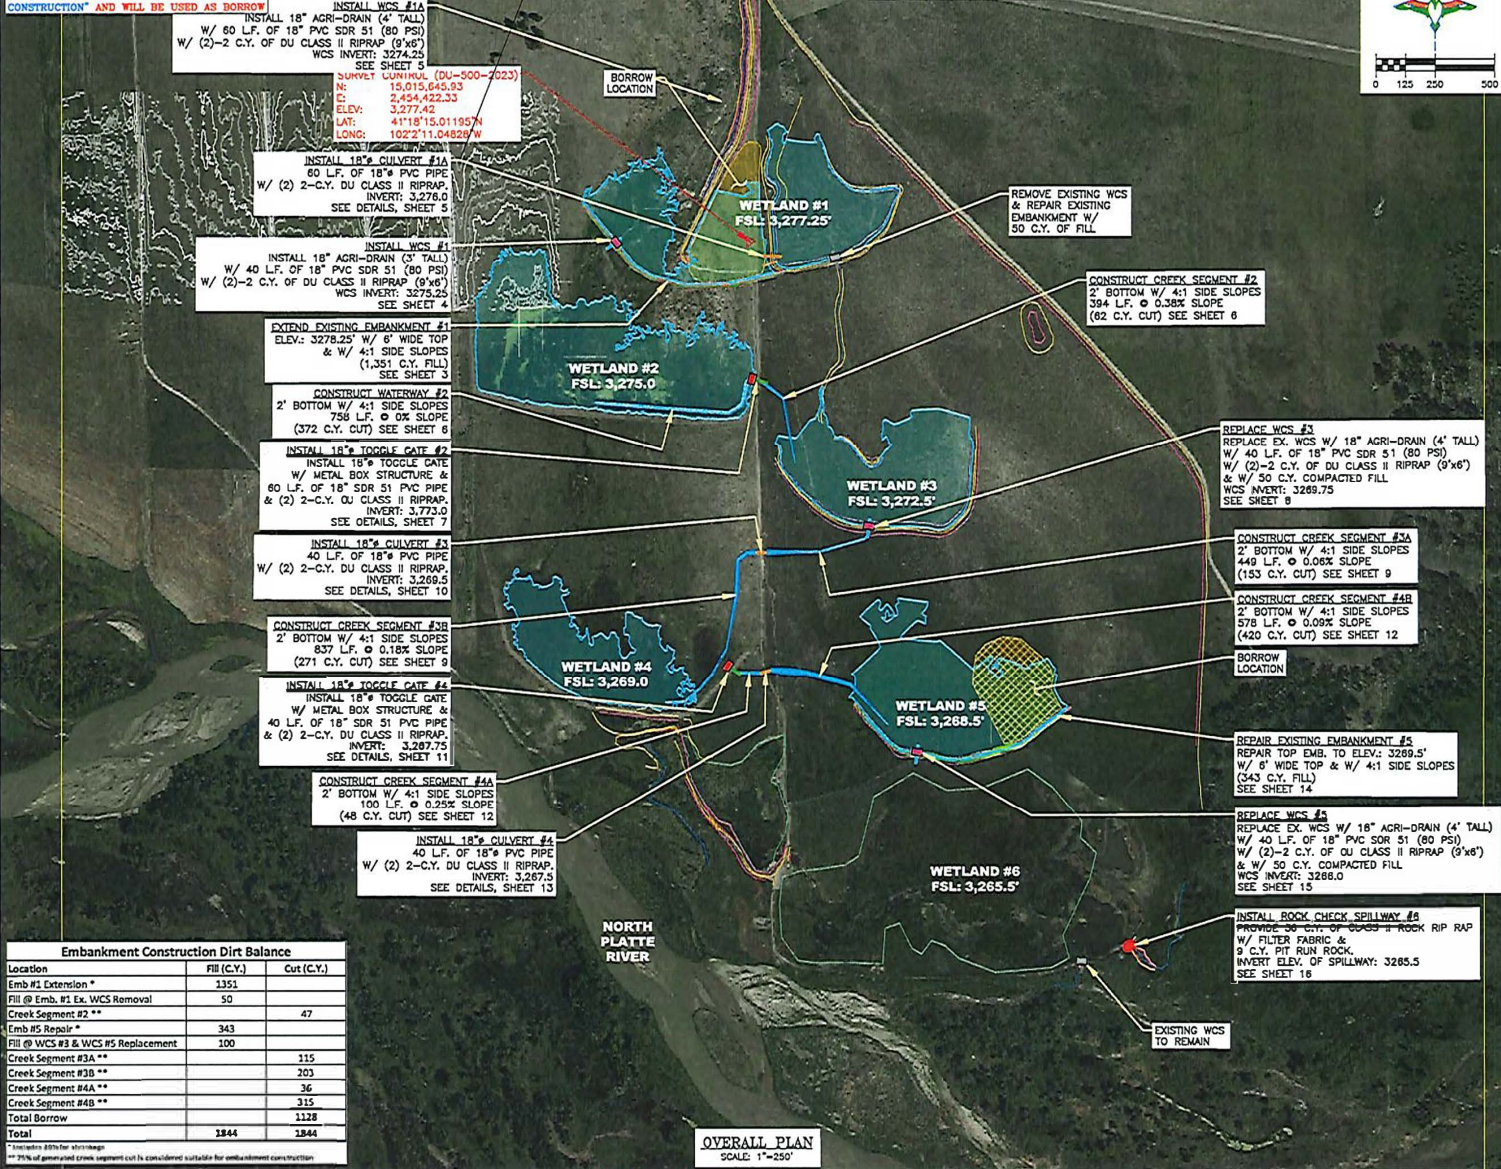 CONSTRUCTION" AND WILL BE USED AS BORROW
INSTALL WCS #1A
INSTALL 18" AGRI-DRAIN (4' TALL)
W/ 60 L.F. OF 18" PVC SDR 51 (80 PSI)
W/ (2)-2 C.Y. OF DU CLASS II RIPRAP (9'x6')
WCS INVERT: 3274.25
SEE SHEET 5
SURVEY CONTROL (DU-500-2023)
N: 15,015,645.93
E: 2,454,422.33
ELEV: 3,277.42
LAT: 41°18'15.01195"N
LONG: 102°2'11.04828"W
INSTALL 18"ø CULVERT #1A
60 L.F. OF 18"ø PVC PIPE
W/ (2) 2-C.Y. DU CLASS II RIPRAP.
INVERT: 3,276.0
SEE DETAILS, SHEET 5
INSTALL WCS #1
INSTALL 18" AGRI-DRAIN (3' TALL)
W/ 40 L.F. OF 18" PVC SDR 51 (80 PSI)
W/ (2)-2 C.Y. OF DU CLASS II RIPRAP (9'x6')
WCS INVERT: 3275.25
SEE SHEET 4
EXTEND EXISTING EMBANKMENT #1
ELEV.: 3278.25' W/ 6' WIDE TOP
& W/ 4:1 SIDE SLOPES
(1,351 C.Y. FILL)
SEE SHEET 3
CONSTRUCT WATERWAY #2
2' BOTTOM W/ 4:1 SIDE SLOPES
758 L.F. @ 0% SLOPE
(372 C.Y. CUT) SEE SHEET 6
INSTALL 18"ø TOGGLE GATE #2
INSTALL 18"ø TOGGLE GATE
W/ METAL BOX STRUCTURE &
60 L.F. OF 18" SDR 51 PVC PIPE
& (2) 2-C.Y. DU CLASS II RIPRAP.
INVERT: 3,773.0
SEE DETAILS, SHEET 7
INSTALL 18"ø CULVERT #3
40 L.F. OF 18"ø PVC PIPE
W/ (2) 2-C.Y. DU CLASS II RIPRAP.
INVERT: 3,269.5
SEE DETAILS, SHEET 10
CONSTRUCT CREEK SEGMENT #3B
2' BOTTOM W/ 4:1 SIDE SLOPES
837 L.F. @ 0.18% SLOPE
(271 C.Y. CUT) SEE SHEET 9
INSTALL 18"ø TOGGLE GATE #4
INSTALL 18"ø TOGGLE GATE
W/ METAL BOX STRUCTURE &
40 L.F. OF 18" SDR 51 PVC PIPE
& (2) 2-C.Y. DU CLASS II RIPRAP.
INVERT: 3,267.75
SEE DETAILS, SHEET 11
CONSTRUCT CREEK SEGMENT #4A
2' BOTTOM W/ 4:1 SIDE SLOPES
100 L.F. @ 0.25% SLOPE
(48 C.Y. CUT) SEE SHEET 12
INSTALL 18"ø CULVERT #4
40 L.F. OF 18"ø PVC PIPE
W/ (2) 2-C.Y. DU CLASS II RIPRAP.
INVERT: 3,267.5
SEE DETAILS, SHEET 13
BORROW
LOCATION
WETLAND #1
FSL: 3,277.25'
WETLAND #2
FSL: 3,275.0
WETLAND #3
FSL: 3,272.5'
WETLAND #4
FSL: 3,269.0
WETLAND #5
FSL: 3,268.5'
WETLAND #6
FSL: 3,265.5'
NORTH
PLATTE
RIVER
0 125 250 500
REMOVE EXISTING WCS
& REPAIR EXISTING
EMBANKMENT W/
50 C.Y. OF FILL
CONSTRUCT CREEK SEGMENT #2
2' BOTTOM W/ 4:1 SIDE SLOPES
394 L.F. @ 0.38% SLOPE
(62 C.Y. CUT) SEE SHEET 6
REPLACE WCS #3
REPLACE EX. WCS W/ 18" AGRI-DRAIN (4' TALL)
W/ 40 L.F. OF 18" PVC SDR 51 (80 PSI)
W/ (2)-2 C.Y. OF DU CLASS II RIPRAP (9'x6')
& W/ 50 C.Y. COMPACTED FILL
WCS INVERT: 3269.75
SEE SHEET 8
CONSTRUCT CREEK SEGMENT #3A
2' BOTTOM W/ 4:1 SIDE SLOPES
449 L.F. @ 0.06% SLOPE
(153 C.Y. CUT) SEE SHEET 9
CONSTRUCT CREEK SEGMENT #4B
2' BOTTOM W/ 4:1 SIDE SLOPES
578 L.F. @ 0.09% SLOPE
(420 C.Y. CUT) SEE SHEET 12
BORROW
LOCATION
REPAIR EXISTING EMBANKMENT #5
REPAIR TOP EMB. TO ELEV.: 3269.5'
W/ 6' WIDE TOP & W/ 4:1 SIDE SLOPES
(343 C.Y. FILL)
SEE SHEET 14
REPLACE WCS #5
REPLACE EX. WCS W/ 18" AGRI-DRAIN (4' TALL)
W/ 40 L.F. OF 18" PVC SDR 51 (80 PSI)
W/ (2)-2 C.Y. OF DU CLASS II RIPRAP (9'x6')
& W/ 50 C.Y. COMPACTED FILL
WCS INVERT: 3266.0
SEE SHEET 15
INSTALL ROCK CHECK SPILLWAY #6
PROVIDE 36 C.Y. OF CLASS II ROCK RIP RAP
W/ FILTER FABRIC &
9 C.Y. PIT RUN ROCK.
INVERT ELEV. OF SPILLWAY: 3265.5
SEE SHEET 16
EXISTING WCS
TO REMAIN
Embankment Construction Dirt Balance
Location Fill (C.Y.) Cut (C.Y.)
Emb #1 Extension * 1351
Fill @ Emb. #1 Ex. WCS Removal 50
Creek Segment #2 ** 47
Emb #5 Repair * 343
Fill @ WCS #3 & WCS #5 Replacement 100
Creek Segment #3A ** 115
Creek Segment #3B ** 203
Creek Segment #4A ** 36
Creek Segment #4B ** 315
Total Borrow 1128
Total 1844 1844
** 75% of generated creek segment cut is considered suitable for embankment construction
OVERALL PLAN
SCALE: 1"=250'